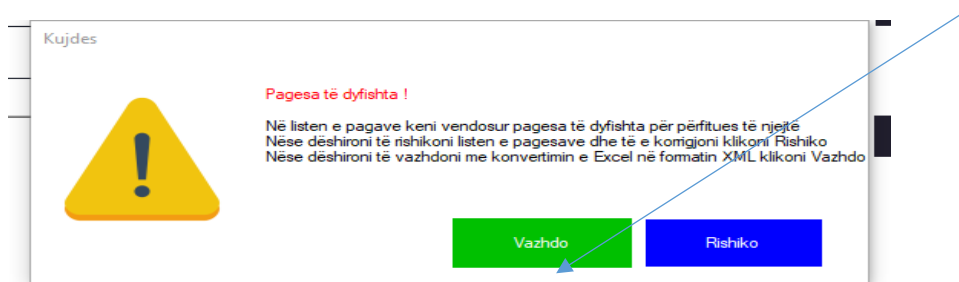 Kujdes
Pagesa të dyfishta !
Në listen e pagave keni vendosur pagesa të dyfishta për përfitues të njejtë
Nëse dëshironi të rishikoni listen e pagesave dhe të e korrigjoni klikoni Rishiko
Nëse dëshironi të vazhdoni me konvertimin e Excel në formatin XML klikoni Vazhdo
Vazhdo
Rishiko